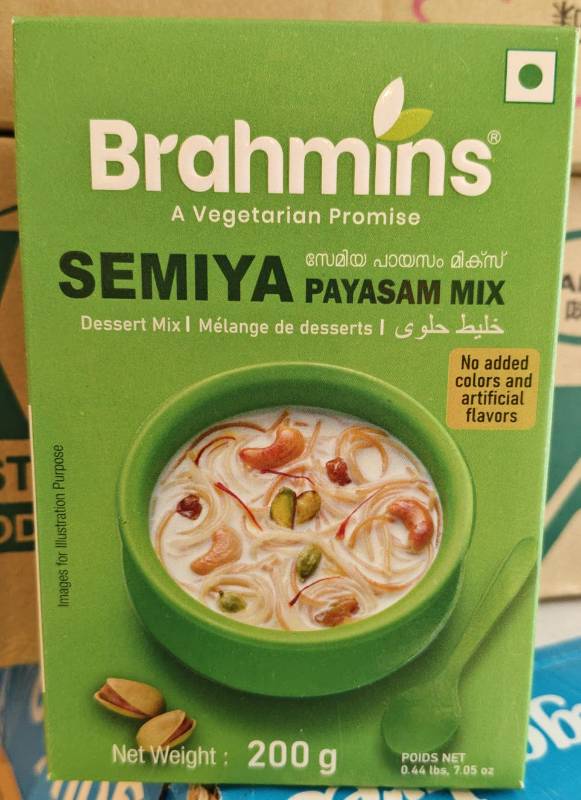 Brahmins®
A Vegetarian Promise
SEMIYA
സേമിയ പായസം മിക്സ്
PAYASAM MIX
Dessert Mix | Mélange de desserts | خليط حلوى
No added
colors and
artificial
flavors
Images for Illustration Purpose
Net Weight : 200 g
POIDS NET
0.44 lbs, 7.05 oz